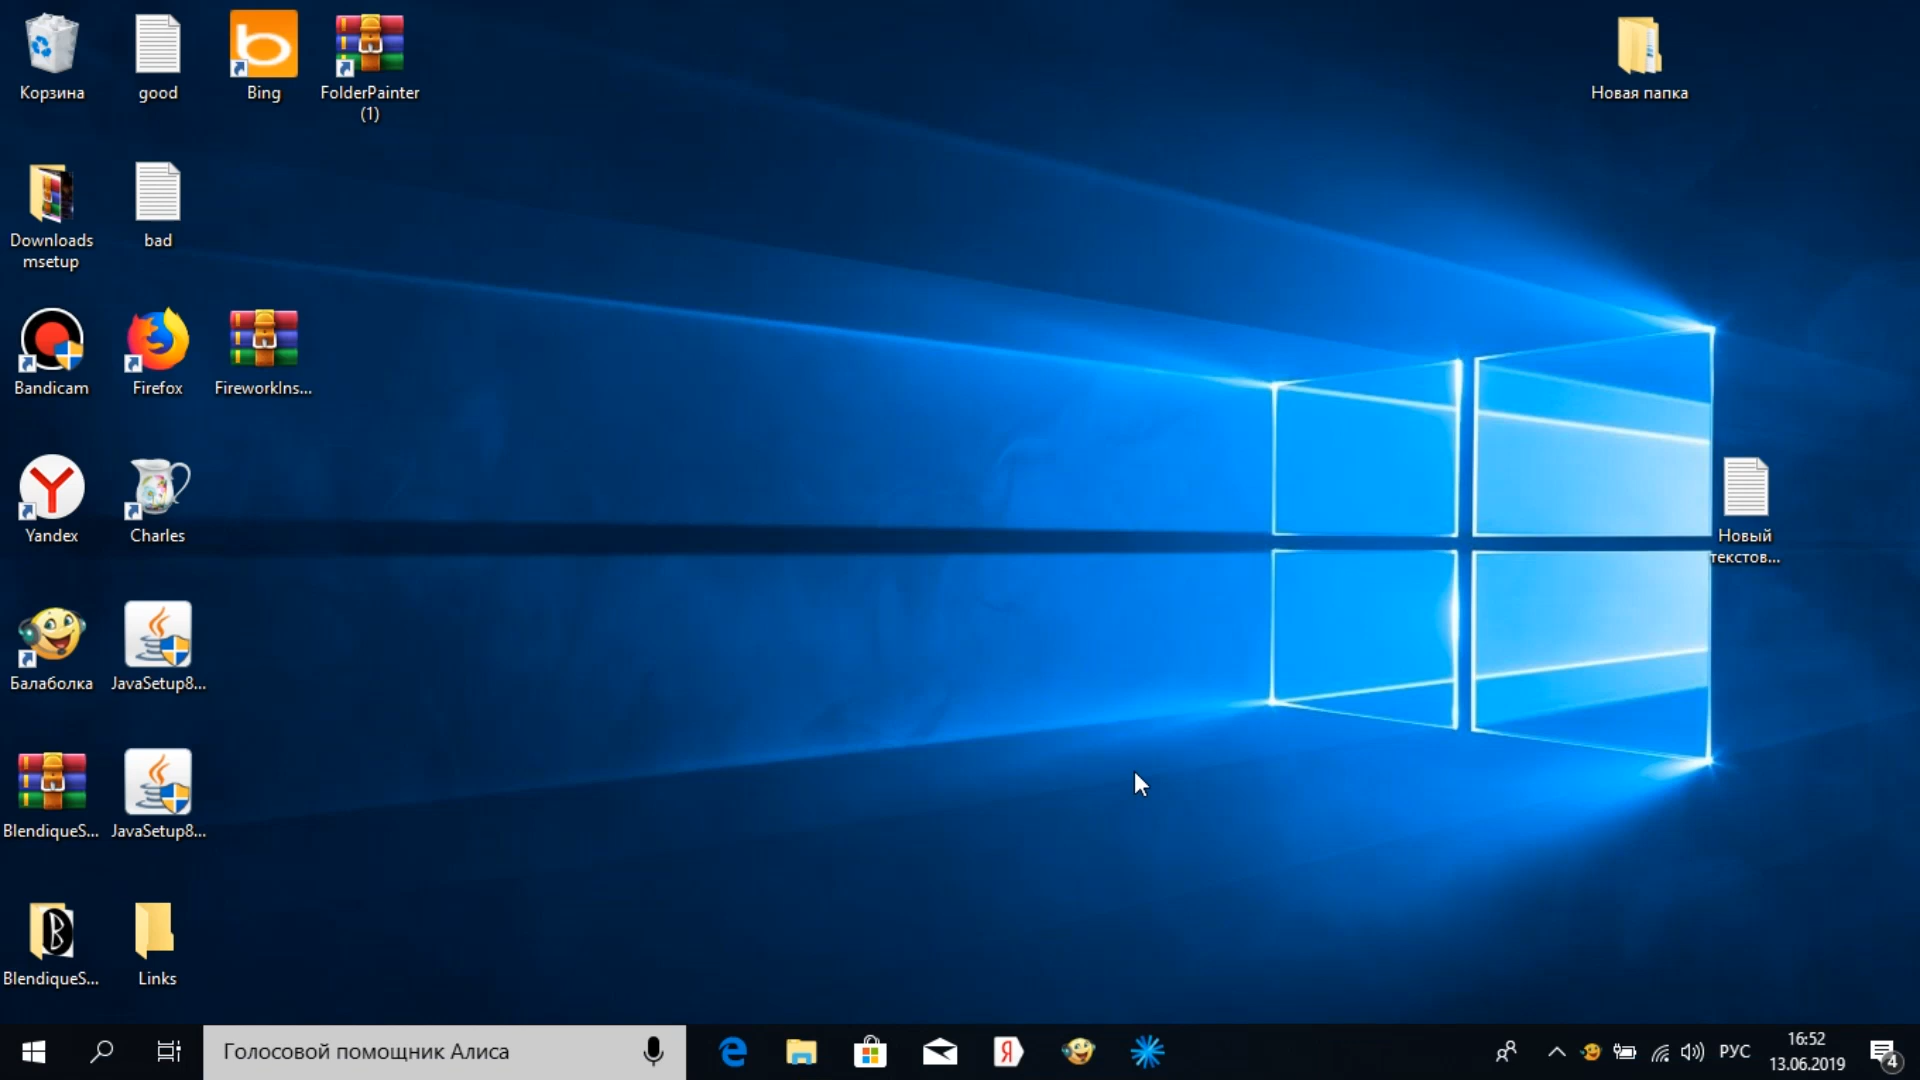 Корзина
good
Bing
FolderPainter
(1)
Новая папка
Downloads
msetup
bad
Bandicam
Firefox
FireworkIns...
Yandex
Charles
Новый
текстов...
Балаболка
JavaSetup8...
BlendiqueS...
JavaSetup8...
BlendiqueS...
Links
Голосовой помощник Алиса
РУС
16:52
13.06.2019
4